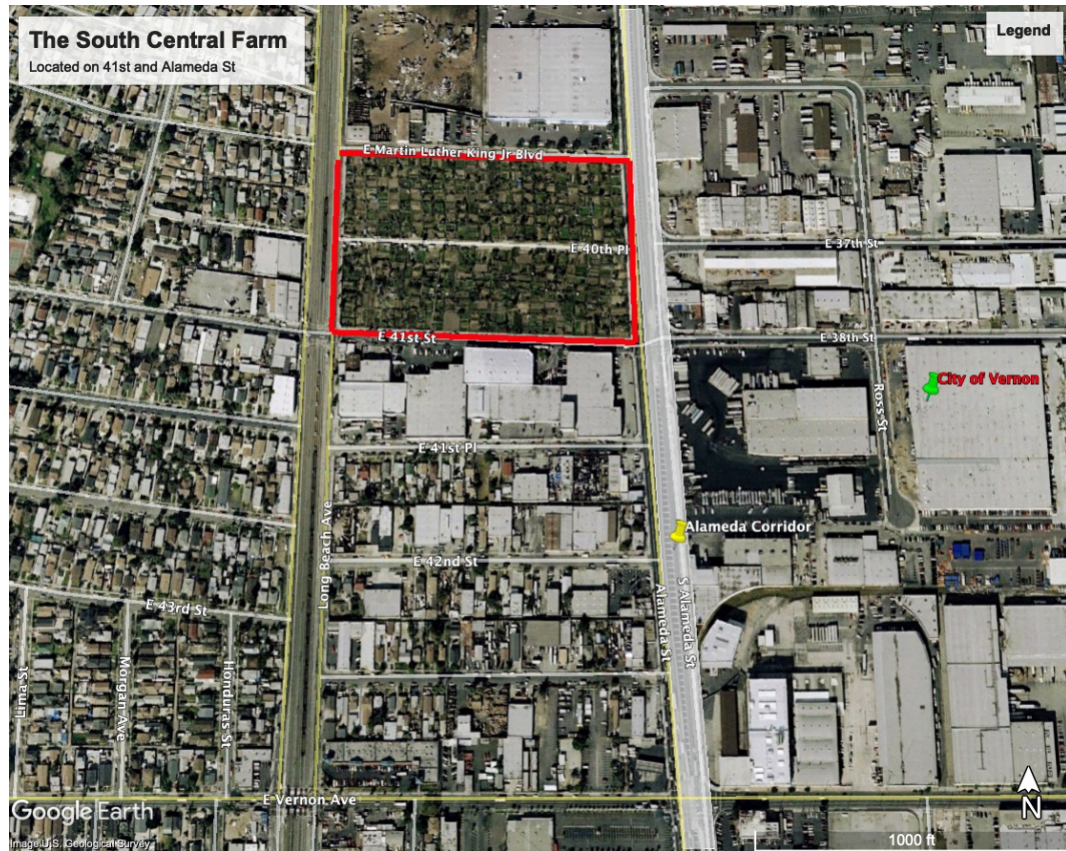 The South Central Farm
Located on 41st and Alameda St
Legend
E Martin Luther King Jr Blvd
E 40th Pl
E 37th St
E 41st St
E 38th St
City of Vernon
Ross St
E 41st Pl
Alameda Corridor
Long Beach Ave
E 42nd St
S Alameda St
Alameda St
E 43rd St
Lima St
Morgan Ave
Honduras St
E Vernon Ave
N
Google Earth
1000 ft
Image U.S. Geological Survey